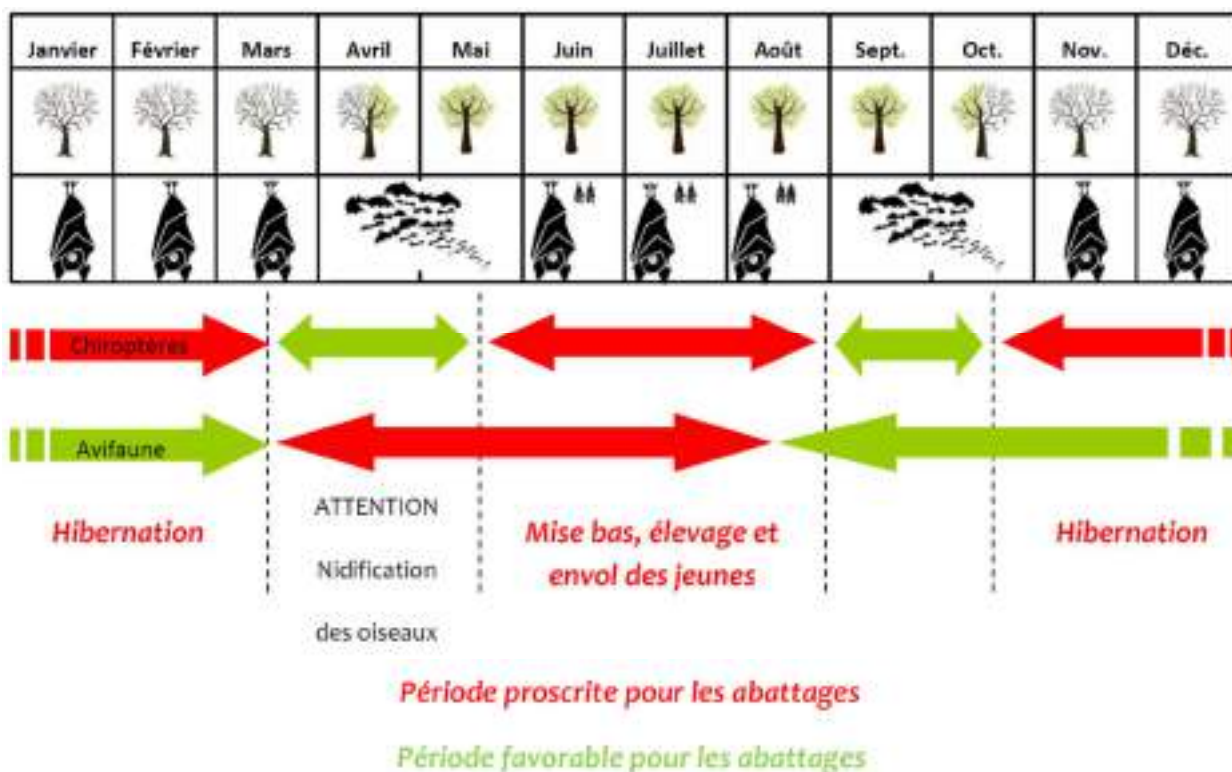 Janvier Février Mars Avril Mai Juin Juillet Août Sept. Oct. Nov. Déc.
Chiroptères
Avifaune
Hibernation
ATTENTION
Nidification
des oiseaux
Mise bas, élevage et
envol des jeunes
Hibernation
Période proscrite pour les abattages
Période favorable pour les abattages